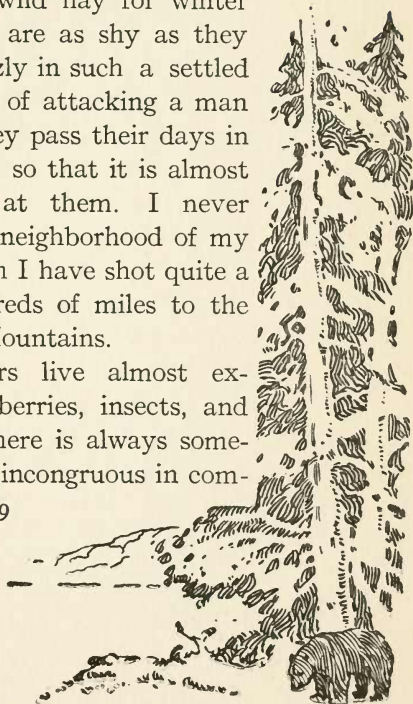 wild hay for winter
are as shy as they
zly in such a settled
of attacking a man
ey pass their days in
so that it is almost
at them. I never
neighborhood of my
I have shot quite a
reds of miles to the
ountains.
rs live almost ex-
berries, insects, and
here is always some-
incongruous in com-
9